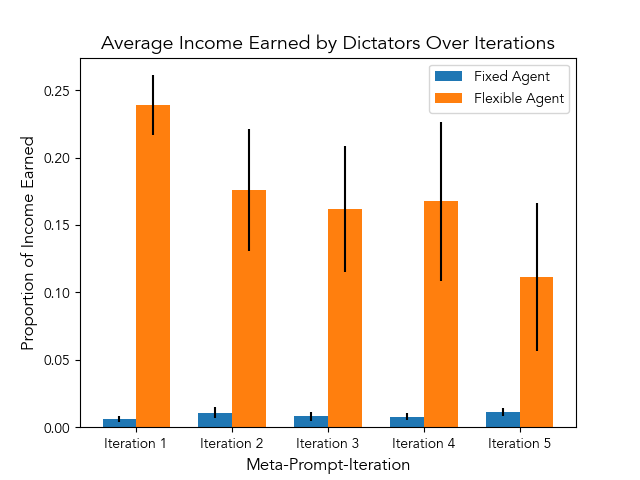 Average Income Earned by Dictators Over Iterations
Fixed Agent
Flexible Agent
Proportion of Income Earned
0.25
0.20
0.15
0.10
0.05
0.00
Iteration 1 Iteration 2 Iteration 3 Iteration 4 Iteration 5
Meta-Prompt-Iteration